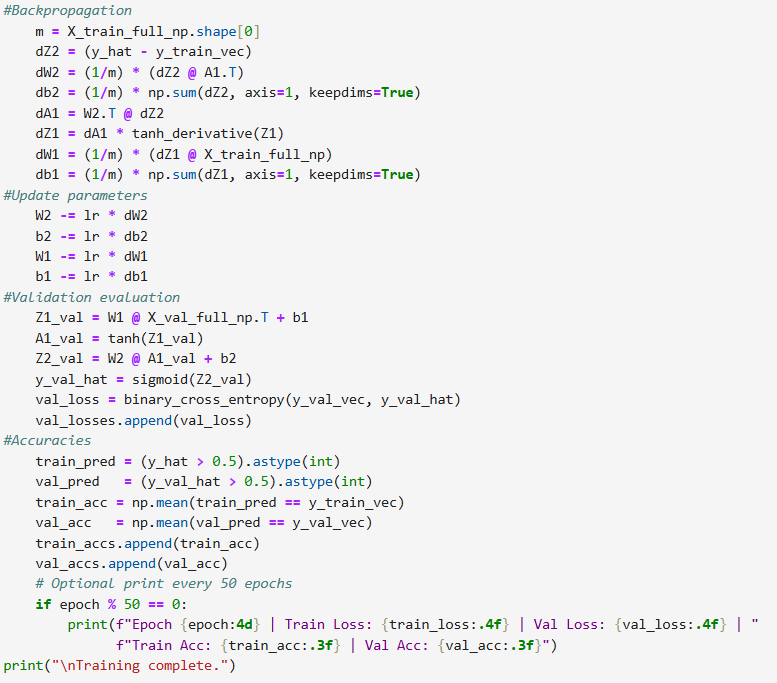 #Backpropagation
    m = X_train_full_np.shape[0]
    dZ2 = (y_hat - y_train_vec)
    dW2 = (1/m) * (dZ2 @ A1.T)
    db2 = (1/m) * np.sum(dZ2, axis=1, keepdims=True)
    dA1 = W2.T @ dZ2
    dZ1 = dA1 * tanh_derivative(Z1)
    dW1 = (1/m) * (dZ1 @ X_train_full_np)
    db1 = (1/m) * np.sum(dZ1, axis=1, keepdims=True)
#Update parameters
    W2 -= lr * dW2
    b2 -= lr * db2
    W1 -= lr * dW1
    b1 -= lr * db1
#Validation evaluation
    Z1_val = W1 @ X_val_full_np.T + b1
    A1_val = tanh(Z1_val)
    Z2_val = W2 @ A1_val + b2
    y_val_hat = sigmoid(Z2_val)
    val_loss = binary_cross_entropy(y_val_vec, y_val_hat)
    val_losses.append(val_loss)
#Accuracies
    train_pred = (y_hat > 0.5).astype(int)
    val_pred   = (y_val_hat > 0.5).astype(int)
    train_acc = np.mean(train_pred == y_train_vec)
    val_acc   = np.mean(val_pred == y_val_vec)
    train_accs.append(train_acc)
    val_accs.append(val_acc)
    # Optional print every 50 epochs
    if epoch % 50 == 0:
        print(f"Epoch {epoch:4d} | Train Loss: {train_loss:.4f} | Val Loss: {val_loss:.4f} | "
              f"Train Acc: {train_acc:.3f} | Val Acc: {val_acc:.3f}")
print("\nTraining complete.")